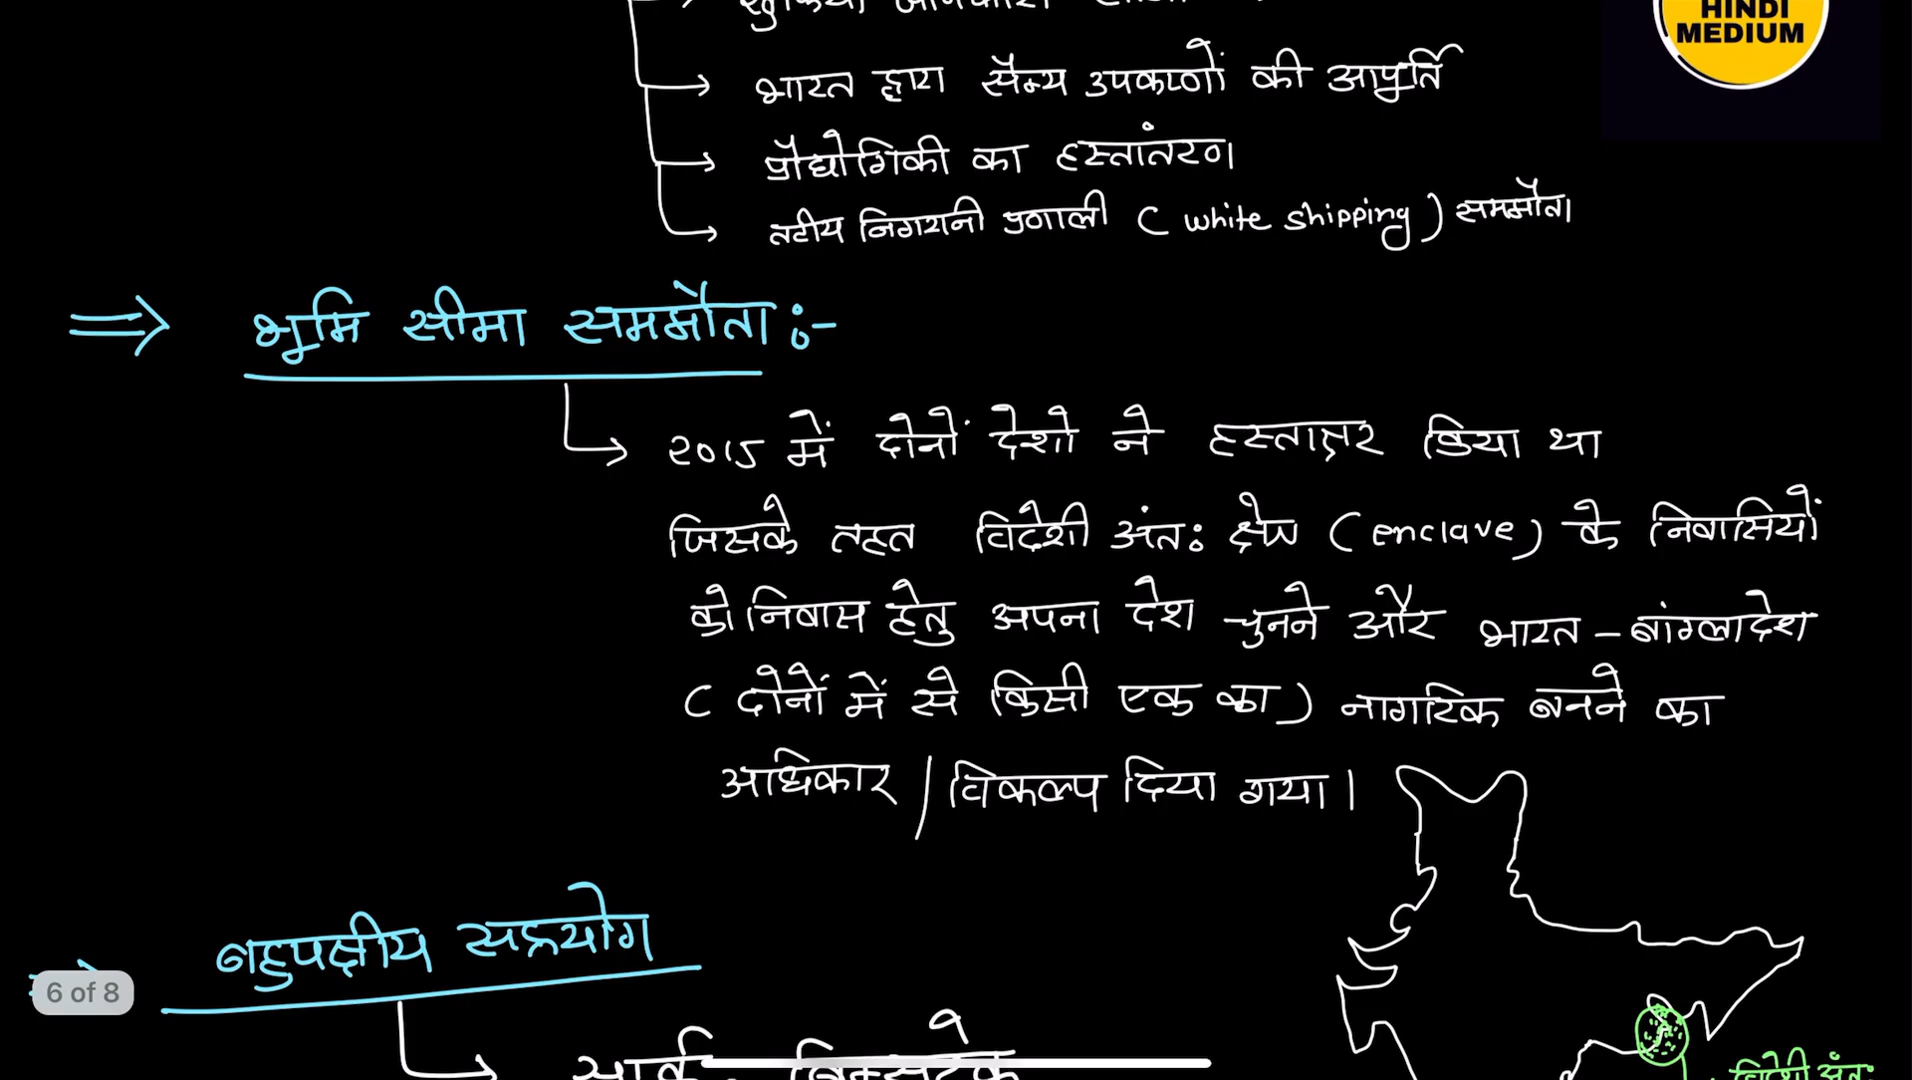 HINDI
MEDIUM
भारत द्वारा सैन्य उपकरणों की आपूर्ति
प्रौद्योगिकी का हस्तांतरण
तटीय निगरानी प्रणाली (white shipping) समझौता
⇒ भूमि सीमा समझौता :-
2015 में दोनों देशो ने हस्ताक्षर किया था
जिसके तहत विदेशी अंत: क्षेत्र (enclave) के निवासियों
को निवास हेतु अपना देश चुनने और भारत – बांग्लादेश
(दोनों में से किसी एक का) नागरिक बनने का
अधिकार / विकल्प दिया गया।
बहुपक्षीय सहयोग
6 of 8
सार्क
विदेशी अंत: